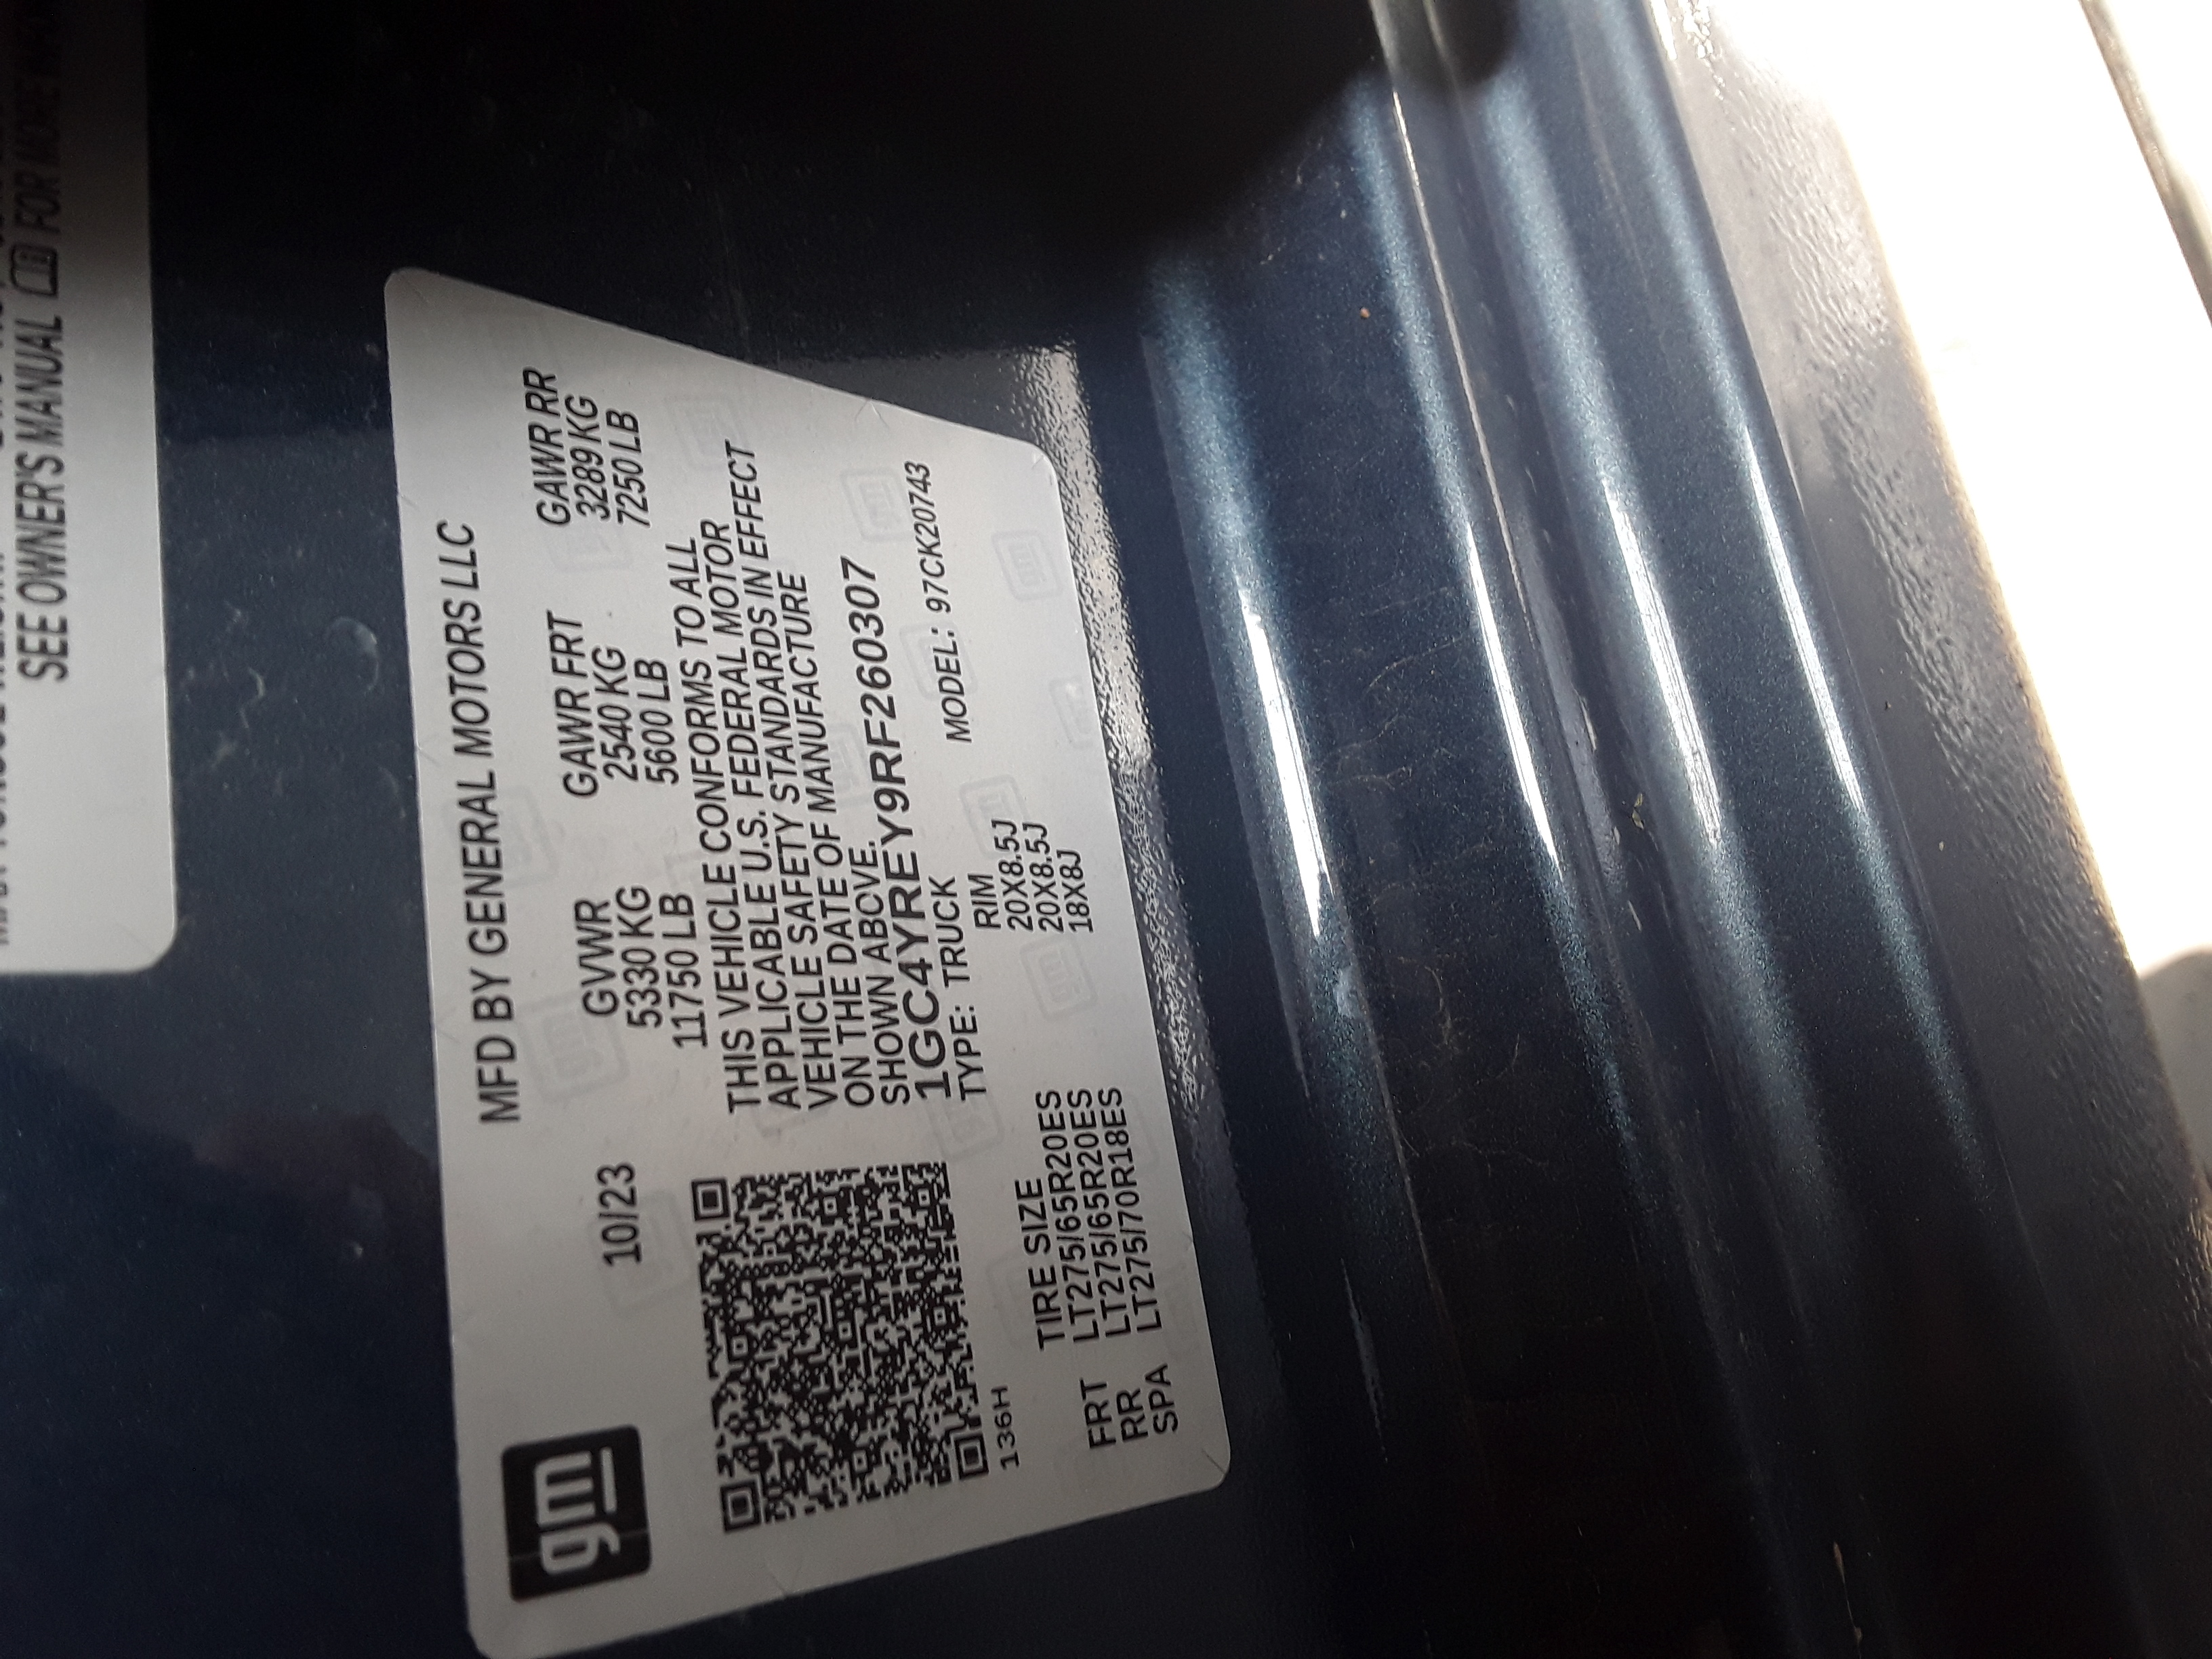 SEE OWNER'S MANUAL FOR MORE
MFD BY GENERAL MOTORS LLC
gm
10/23
GVWR GAWR FRT GAWR RR
5330 KG 2540 KG 3289 KG
11750 LB 5600 LB 7250 LB
THIS VEHICLE CONFORMS TO ALL
APPLICABLE U.S. FEDERAL MOTOR
VEHICLE SAFETY STANDARDS IN EFFECT
ON THE DATE OF MANUFACTURE
SHOWN ABOVE.
1GC4YREY9RF260307
TYPE: TRUCK MODEL: 97CK20743
136H
TIRE SIZE RIM
FRT LT275/65R20ES 20X8.5J
RR LT275/65R20ES 20X8.5J
SPA LT275/70R18ES 18X8J